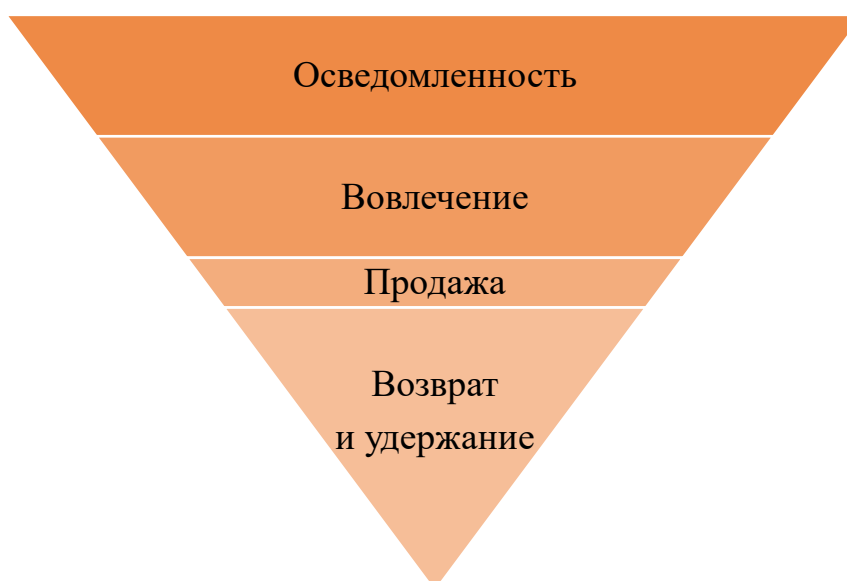 Осведомленность
Вовлечение
Продажа
Возврат
и удержание